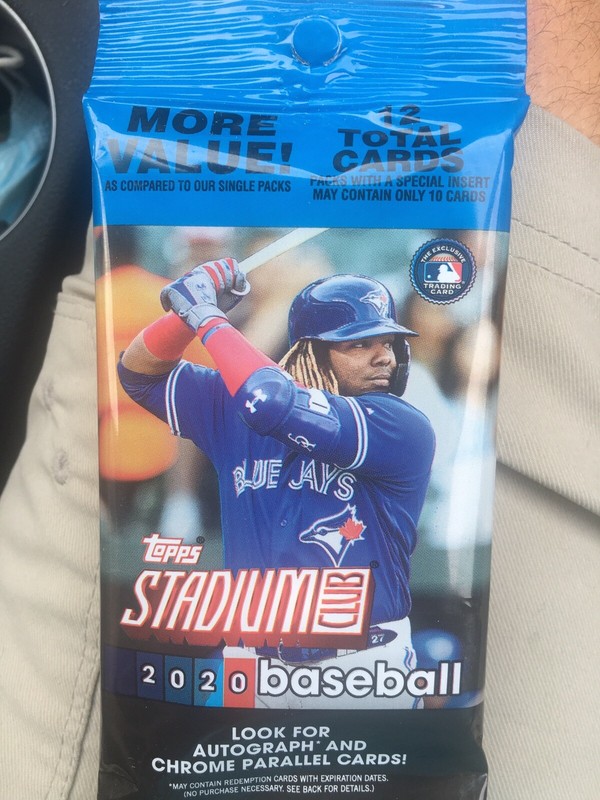 MORE
VALUE!
AS COMPARED TO OUR SINGLE PACKS
12
TOTAL
CARDS
PACKS WITH A SPECIAL INSERT
MAY CONTAIN ONLY 10 CARDS
THE EXCLUSIVE
TRADING
CARD
BLUE JAYS
27
topps®
STADIUM
CLUB®
2020 baseball
LOOK FOR
AUTOGRAPH* AND
CHROME PARALLEL CARDS!
*MAY CONTAIN REDEMPTION CARDS WITH EXPIRATION DATES.
(NO PURCHASE NECESSARY. SEE BACK FOR DETAILS.)